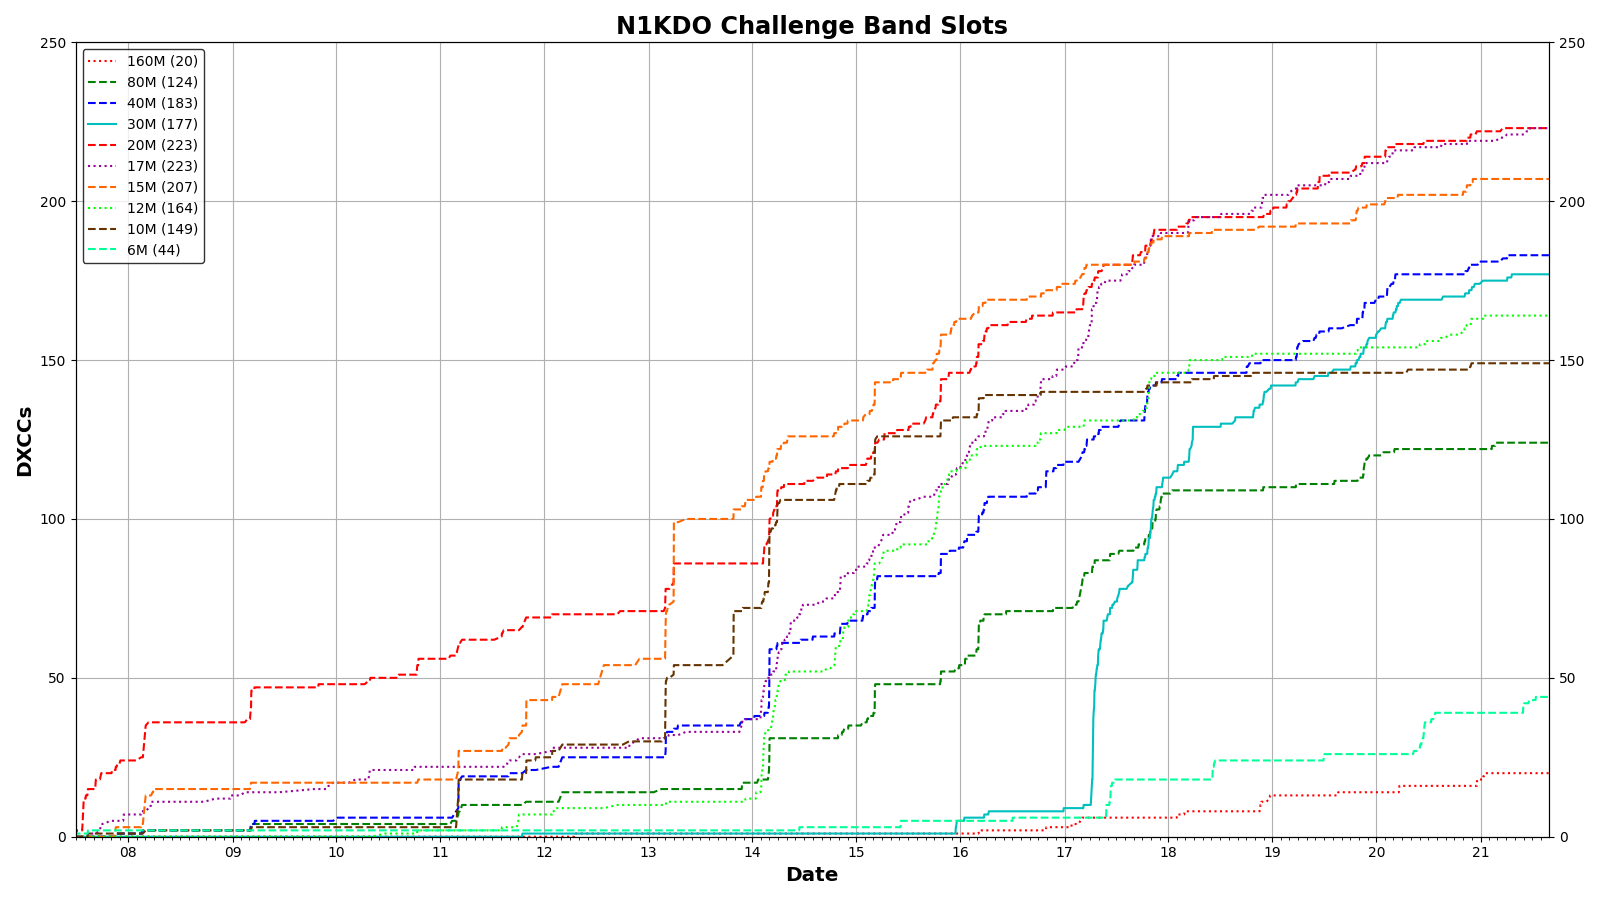 N1KDO Challenge Band Slots
250
200
150
100
50
0
DXCCs
160M (20)
80M (124)
40M (183)
30M (177)
20M (223)
17M (223)
15M (207)
12M (164)
10M (149)
6M (44)
250
200
150
100
50
0
08 09 10 11 12 13 14 15 16 17 18 19 20 21
Date